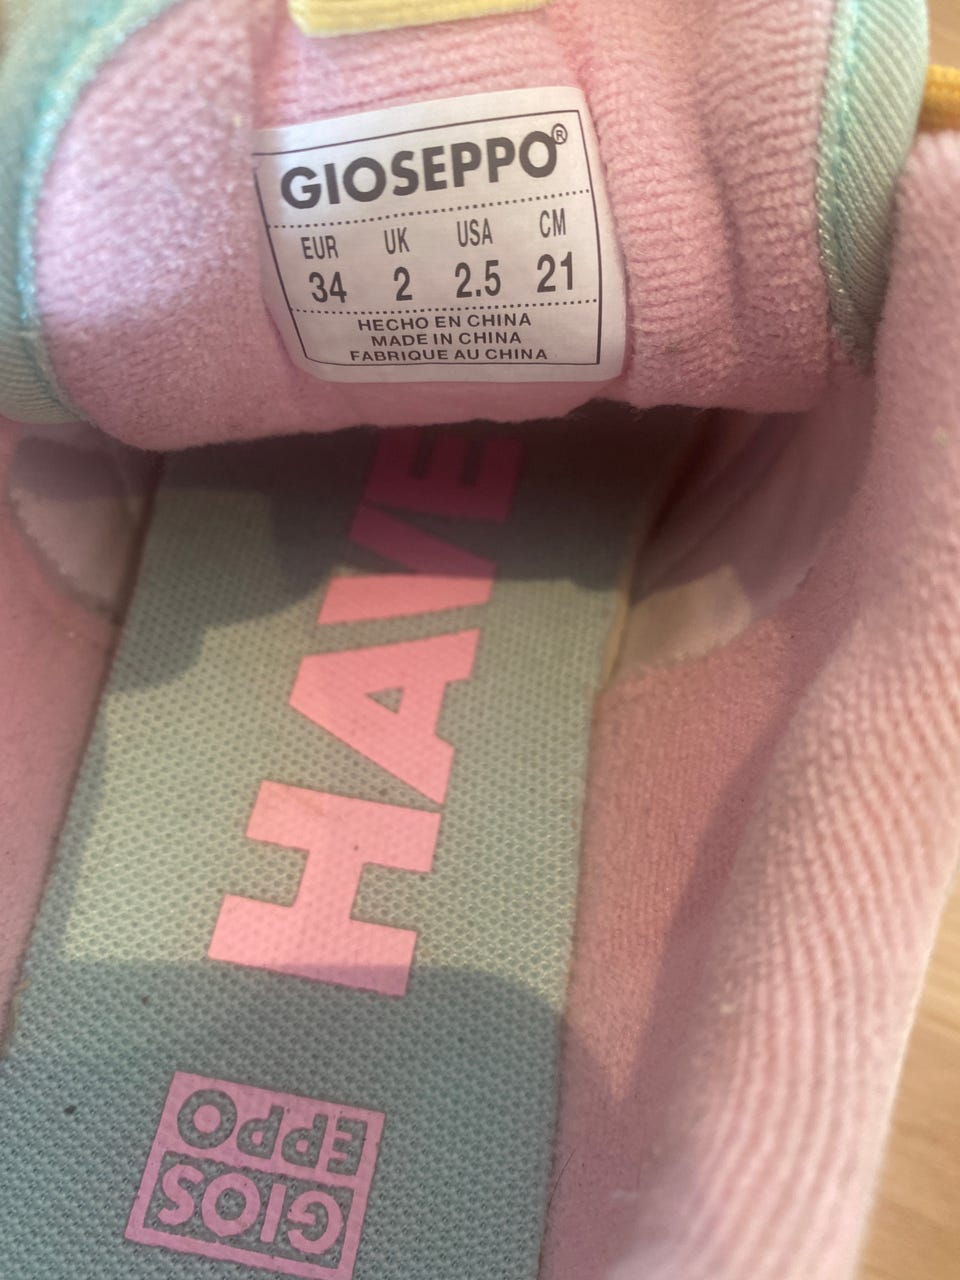 GIOSEPPO®
EUR UK USA CM
34 2 2.5 21
HECHO EN CHINA
MADE IN CHINA
FABRIQUE AU CHINA
HAVE
GIOS
EPPO